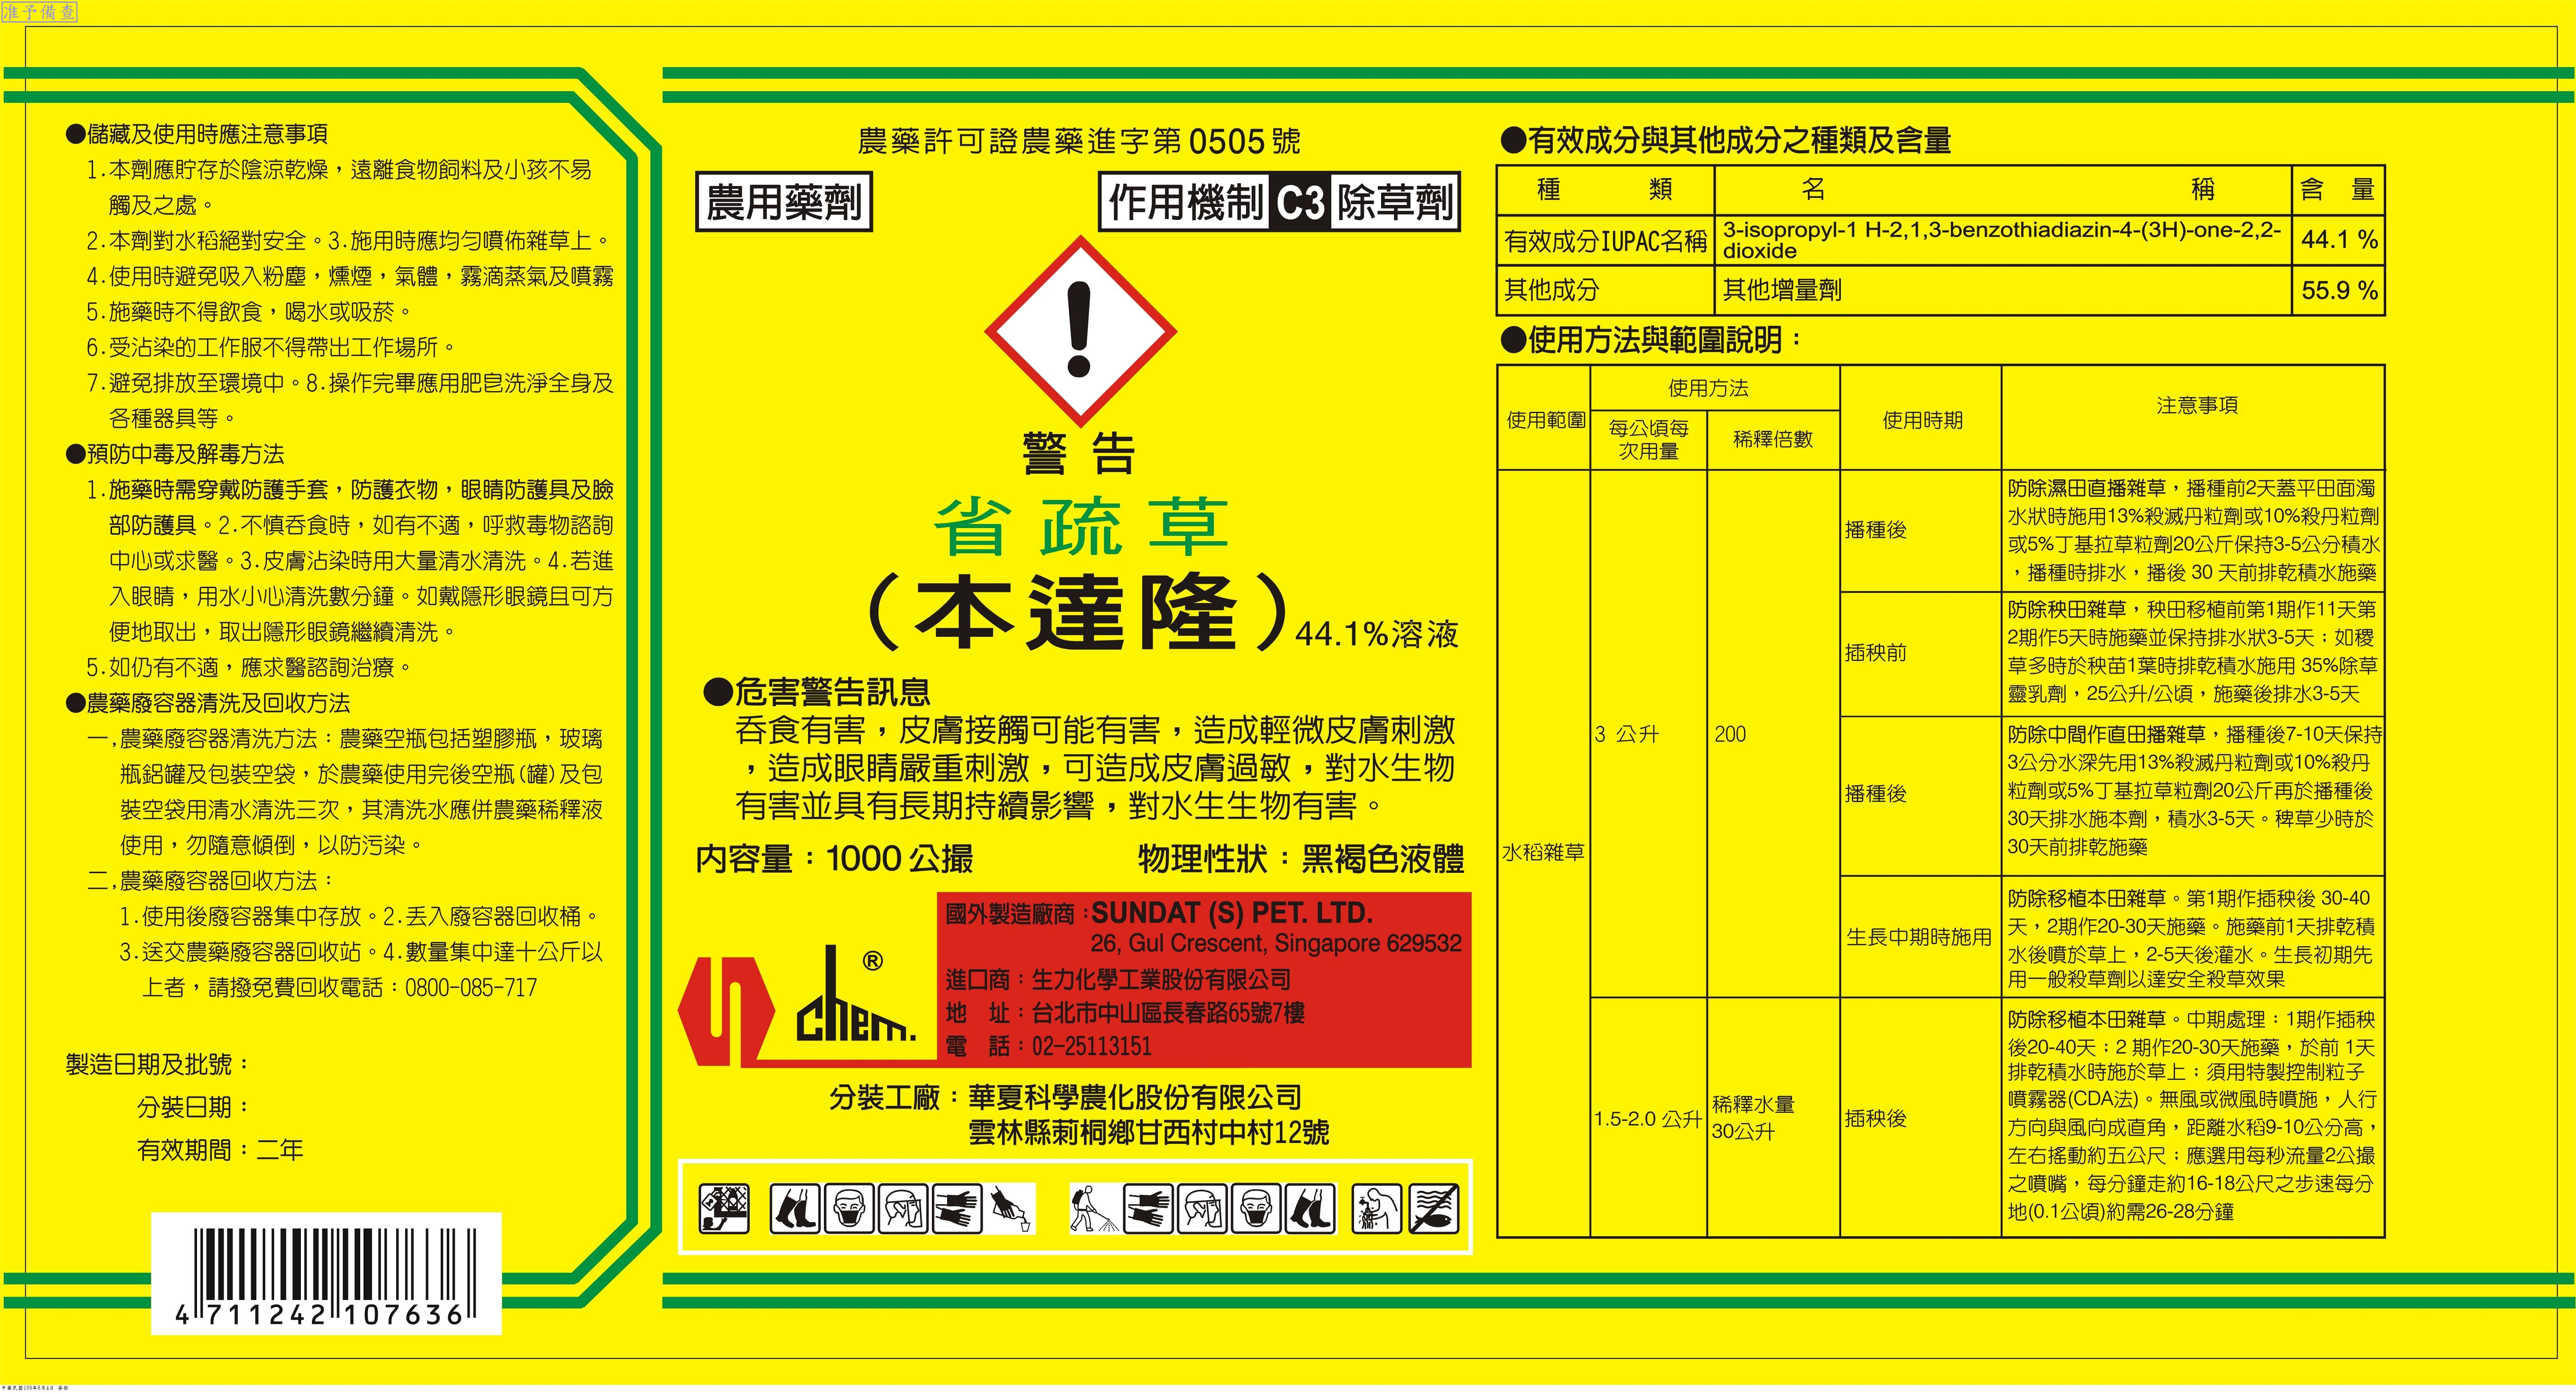 准予備查
●儲藏及使用時應注意事項
1.本劑應貯存於陰涼乾燥，遠離食物飼料及小孩不易
觸及之處。
2.本劑對水稻絕對安全。3.施用時應均勻噴佈雜草上。
4.使用時避免吸入粉塵，燻煙，氣體，霧滴蒸氣及噴霧
5.施藥時不得飲食，喝水或吸菸。
6.受沾染的工作服不得帶出工作場所。
7.避免排放至環境中。8.操作完畢應用肥皂洗淨全身及
各種器具等。
●預防中毒及解毒方法
1.施藥時需穿戴防護手套，防護衣物，眼睛防護具及臉
部防護具。2.不慎吞食時，如有不適，呼救毒物諮詢
中心或求醫。3.皮膚沾染時用大量清水清洗。4.若進
入眼睛，用水小心清洗數分鐘。如戴隱形眼鏡且可方
便地取出，取出隱形眼鏡繼續清洗。
5.如仍有不適，應求醫諮詢治療。
●農藥廢容器清洗及回收方法
一,農藥廢容器清洗方法：農藥空瓶包括塑膠瓶，玻璃
瓶鋁罐及包裝空袋，於農藥使用完後空瓶(罐)及包
裝空袋用清水清洗三次，其清洗水應併農藥稀釋液
使用，勿隨意傾倒，以防污染。
二,農藥廢容器回收方法：
1.使用後廢容器集中存放。2.丟入廢容器回收桶。
3.送交農藥廢容器回收站。4.數量集中達十公斤以
上者，請撥免費回收電話：0800-085-717
製造日期及批號：
分裝日期：
有效期間：二年
4 711242 107636
農藥許可證農藥進字第0505號
農用藥劑
作用機制 C3 除草劑
警告
省疏草
（本達隆）44.1%溶液
●危害警告訊息
吞食有害，皮膚接觸可能有害，造成輕微皮膚刺激
，造成眼睛嚴重刺激，可造成皮膚過敏，對水生物
有害並具有長期持續影響，對水生生物有害。
內容量：1000公撮
物理性狀：黑褐色液體
chem.®
國外製造廠商：SUNDAT (S) PET. LTD.
26, Gul Crescent, Singapore 629532
進口商：生力化學工業股份有限公司
地 址：台北市中山區長春路65號7樓
電 話：02-25113151
分裝工廠：華夏科學農化股份有限公司
雲林縣莿桐鄉甘西村中村12號
●有效成分與其他成分之種類及含量
種 類 名 稱 含 量
有效成分IUPAC名稱 3-isopropyl-1 H-2,1,3-benzothiadiazin-4-(3H)-one-2,2-
dioxide 44.1 %
其他成分 其他增量劑 55.9 %
●使用方法與範圍說明：
使用範圍
使用方法
每公頃每
次用量
稀釋倍數
使用時期
注意事項
水稻雜草
3 公升
200
播種後
防除濕田直播雜草，播種前2天蓋平田面濁
水狀時施用13%殺滅丹粒劑或10%殺丹粒劑
或5%丁基拉草粒劑20公斤保持3-5公分積水
，播種時排水，播後 30 天前排乾積水施藥
插秧前
防除秧田雜草，秧田移植前第1期作11天第
2期作5天時施藥並保持排水狀3-5天；如稷
草多時於秧苗1葉時排乾積水施用 35%除草
靈乳劑，25公升/公頃，施藥後排水3-5天
播種後
防除中間作直田播雜草，播種後7-10天保持
3公分水深先用13%殺滅丹粒劑或10%殺丹
粒劑或5%丁基拉草粒劑20公斤再於播種後
30天排水施本劑，積水3-5天。稗草少時於
30天前排乾施藥
生長中期時施用
防除移植本田雜草。第1期作插秧後 30-40
天，2期作20-30天施藥。施藥前1天排乾積
水後噴於草上，2-5天後灌水。生長初期先
用一般殺草劑以達安全殺草效果
1.5-2.0 公升
稀釋水量
30公升
插秧後
防除移植本田雜草。中期處理：1期作插秧
後20-40天；2 期作20-30天施藥，於前 1天
排乾積水時施於草上；須用特製控制粒子
噴霧器(CDA法)。無風或微風時噴施，人行
方向與風向成直角，距離水稻9-10公分高，
左右搖動約五公尺；應選用每秒流量2公撮
之噴嘴，每分鐘走約16-18公尺之步速每分
地(0.1公頃)約需26-28分鐘